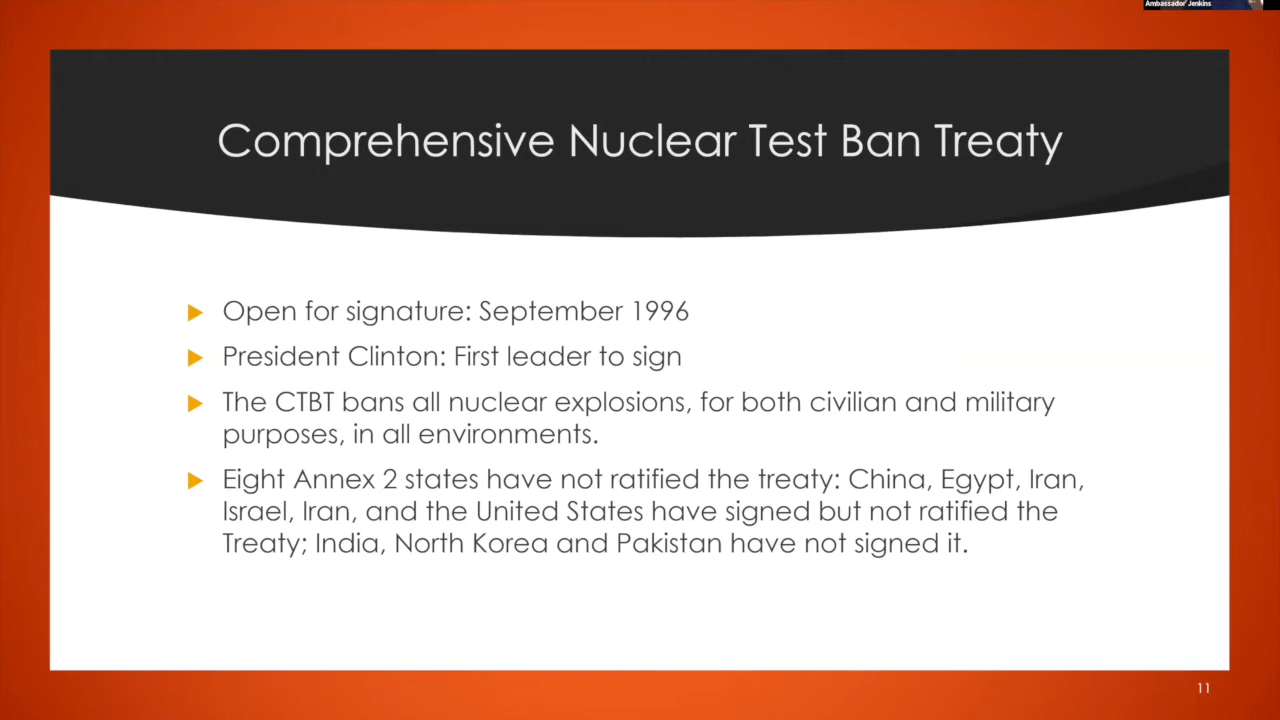 Ambassador Jenkins
Comprehensive Nuclear Test Ban Treaty
Open for signature: September 1996
President Clinton: First leader to sign
The CTBT bans all nuclear explosions, for both civilian and military
purposes, in all environments.
Eight Annex 2 states have not ratified the treaty: China, Egypt, Iran,
Israel, Iran, and the United States have signed but not ratified the
Treaty; India, North Korea and Pakistan have not signed it.
11